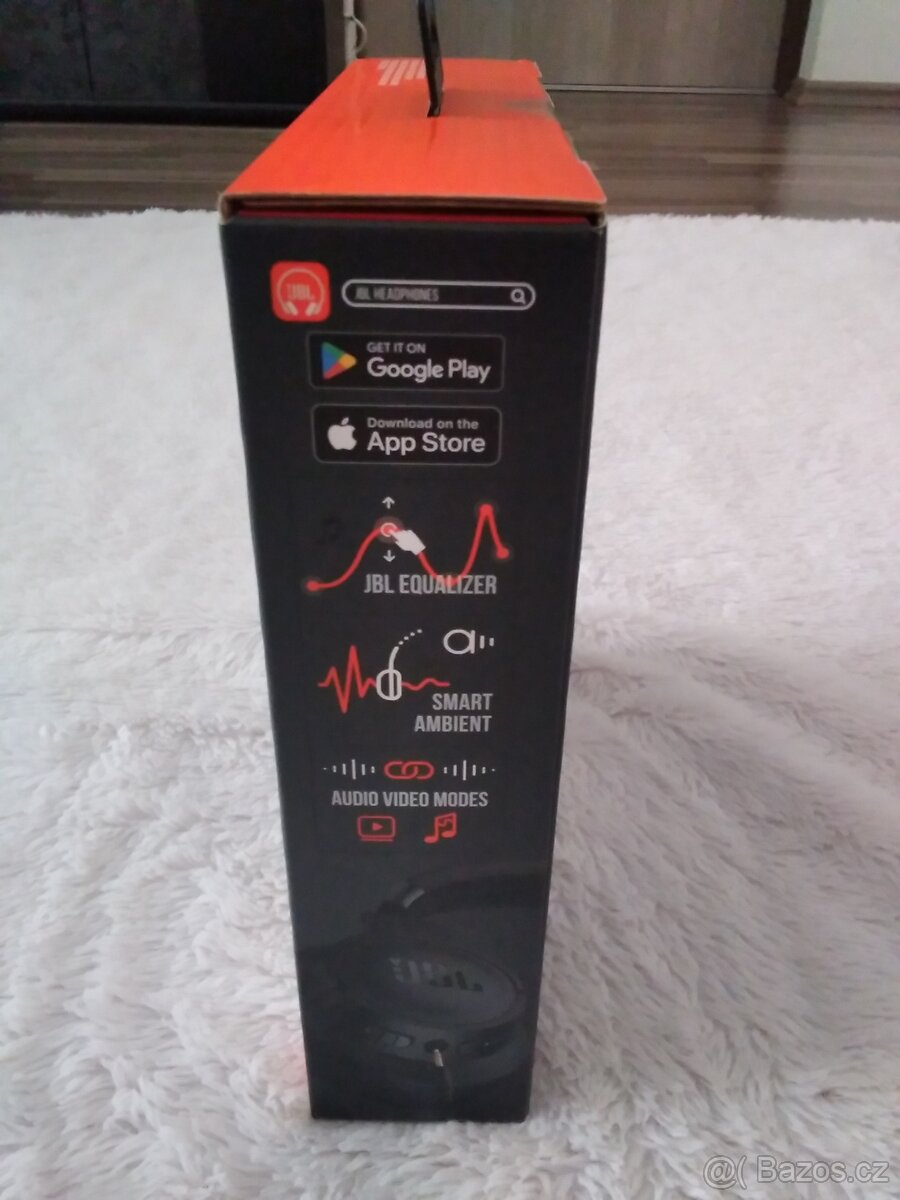 JBL
JBL HEADPHONES
GET IT ON
Google Play
Download on the
App Store
JBL EQUALIZER
SMART
AMBIENT
AUDIO VIDEO MODES
JBL
@( Bazos.cz